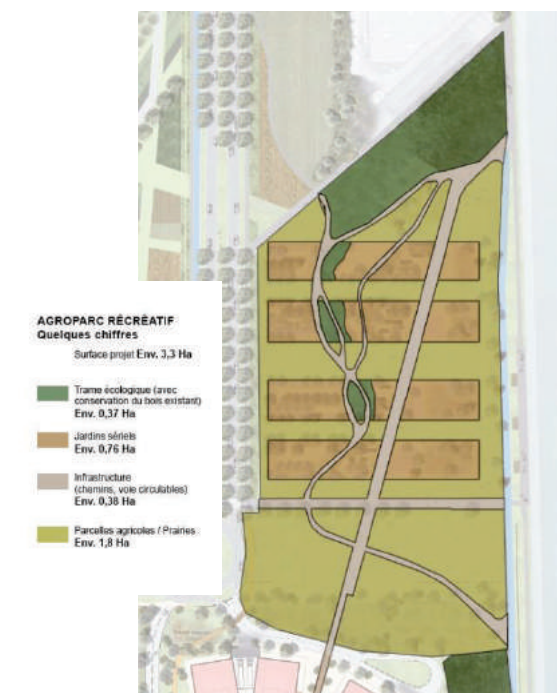 AGROPARC RÉCRÉATIF
Quelques chiffres
Surface projet Env. 3,3 Ha
Trame écologique (avec
conservation du bois existant)
Env. 0,37 Ha
Jardins sériels
Env. 0,76 Ha
Infrastructure
(chemins, voie circulables)
Env. 0,38 Ha
Parcelles agricoles / Prairies
Env. 1,8 Ha